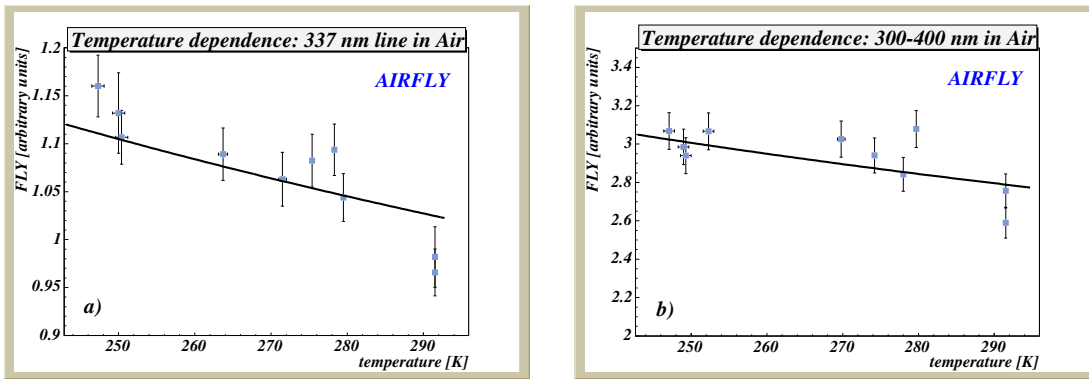 Temperature dependence: 337 nm line in Air
AIRFLY
FLY [arbitrary units]
1.2
1.15
1.1
1.05
1
0.95
0.9
a)
250 260 270 280 290
temperature [K]
Temperature dependence: 300-400 nm in Air
AIRFLY
FLY [arbitrary units]
3.4
3.2
3
2.8
2.6
2.4
2.2
2
b)
250 260 270 280 290
temperature [K]